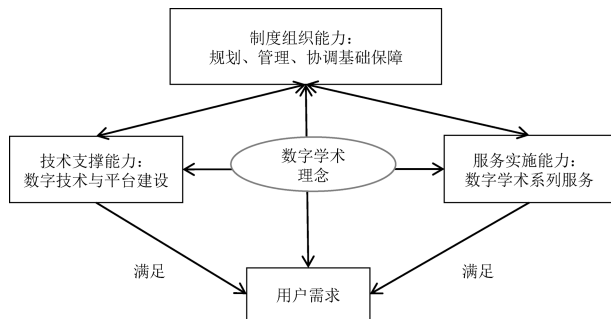 制度组织能力：
规划、管理、协调基础保障
技术支撑能力：
数字技术与平台建设
数字学术
理念
服务实施能力：
数字学术系列服务
满足
满足
用户需求